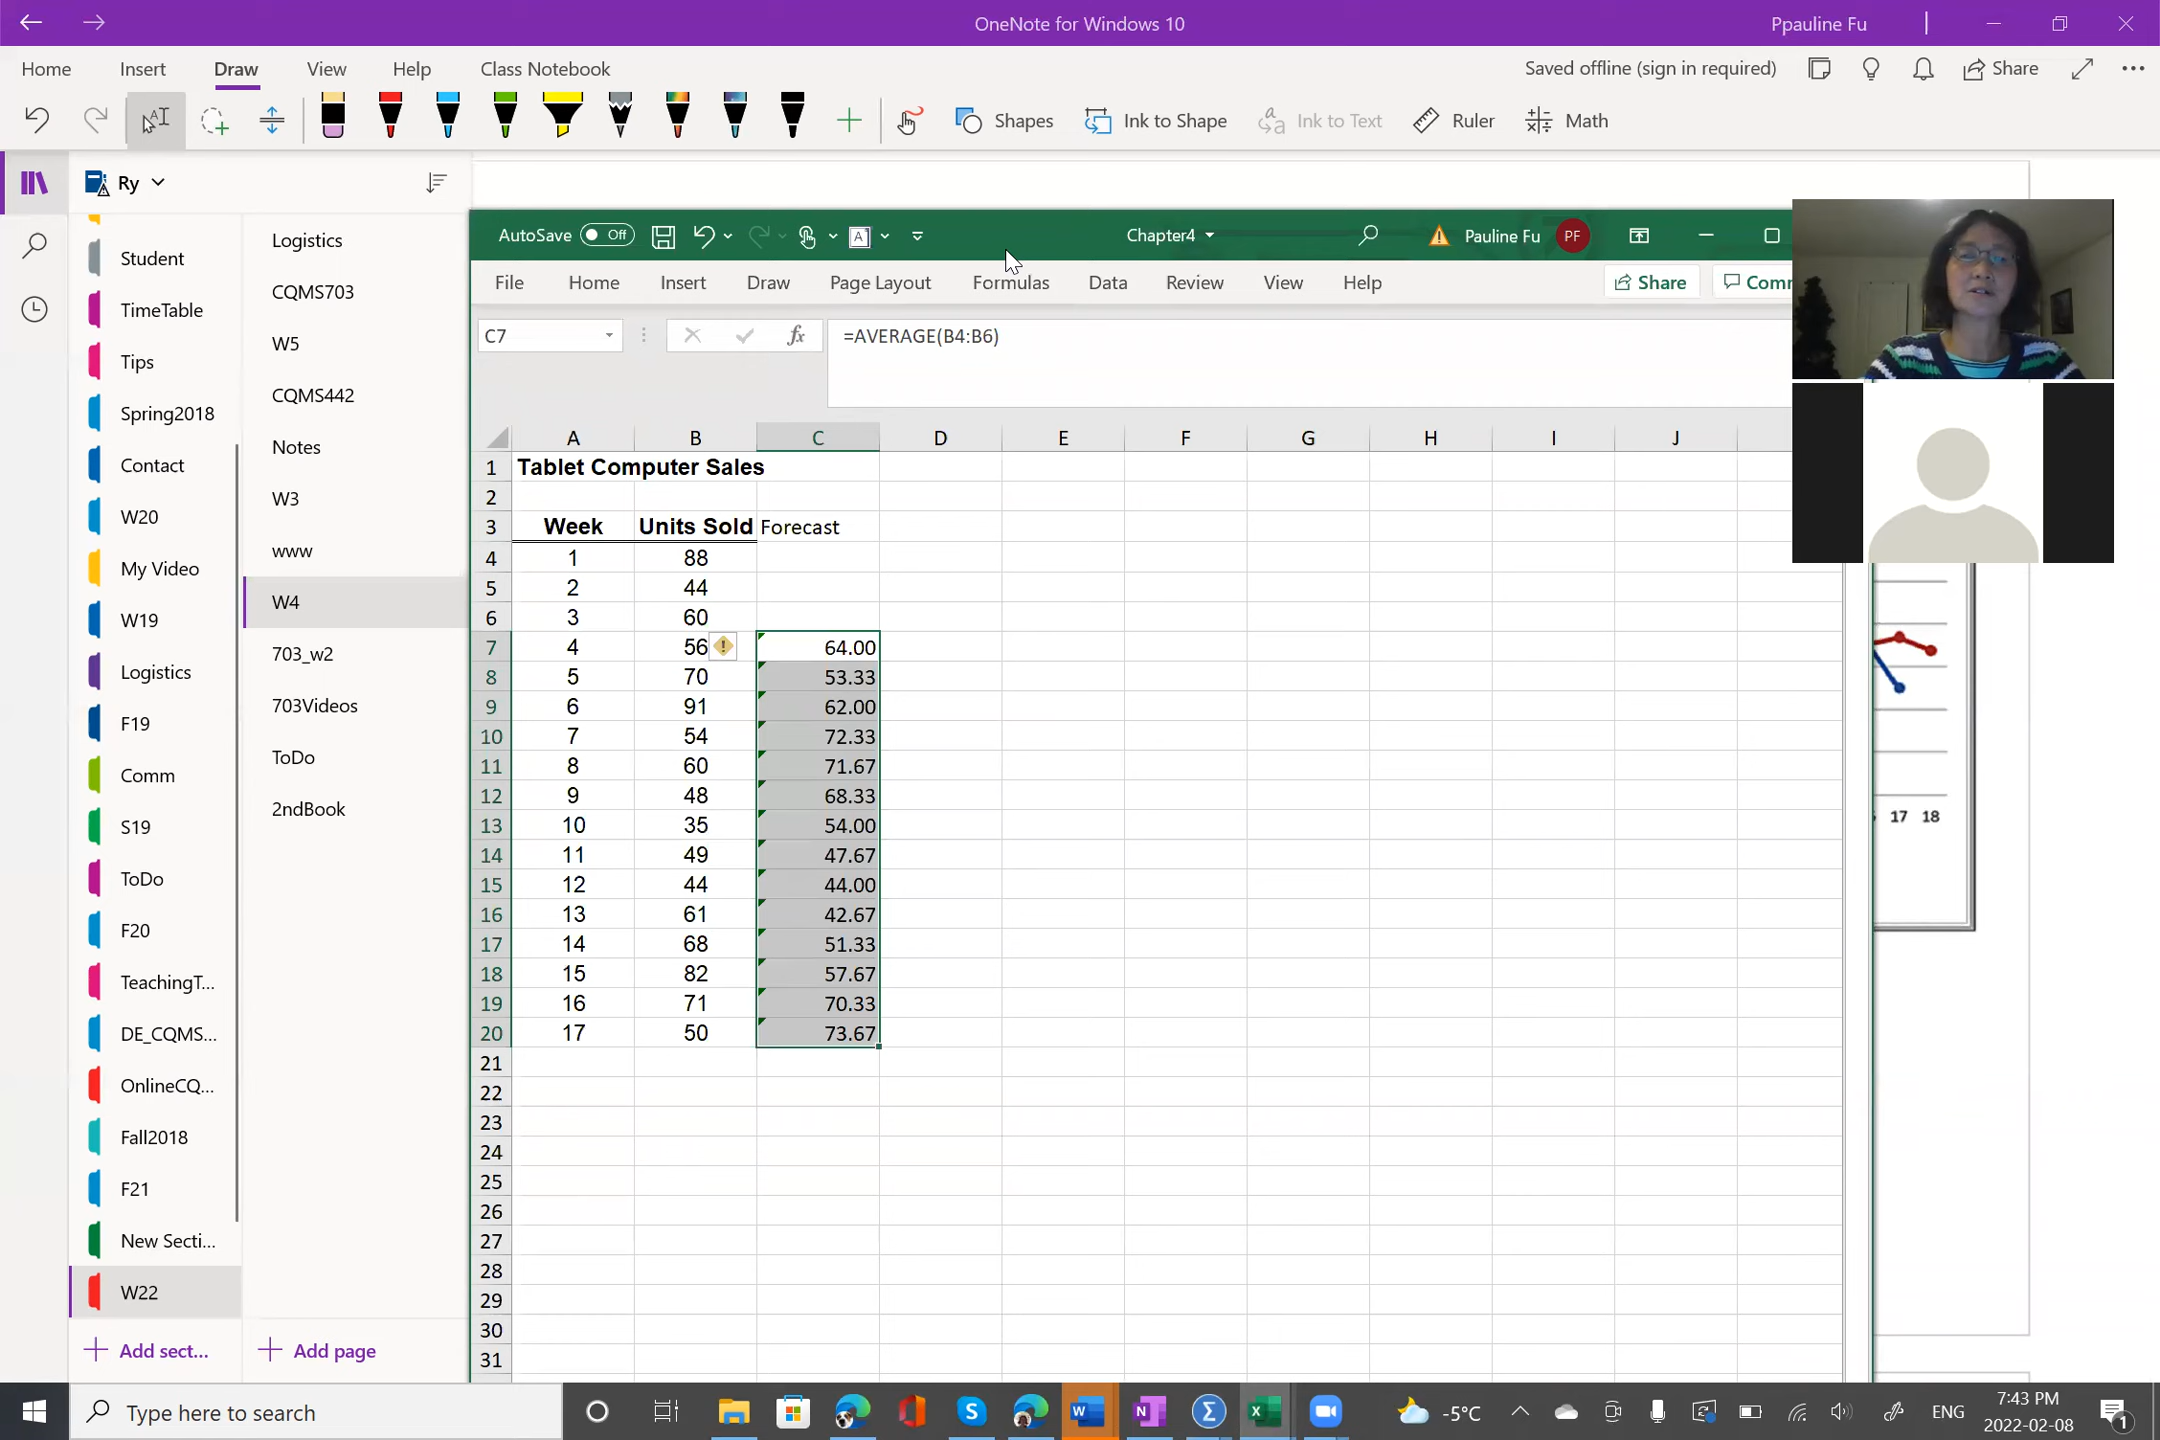 OneNote for Windows 10
Ppauline Fu
Home Insert Draw View Help Class Notebook
Saved offline (sign in required) Share
Shapes Ink to Shape Ink to Text Ruler Math
Ry
Student
TimeTable
Tips
Spring2018
Contact
W20
My Video
W19
Logistics
F19
Comm
S19
ToDo
F20
TeachingT...
DE_CQMS...
OnlineCQ...
Fall2018
F21
New Secti...
W22
Add sect...
Logistics
CQMS703
W5
CQMS442
Notes
W3
www
W4
703_w2
703Videos
ToDo
2ndBook
Add page
AutoSave Off Chapter4 Pauline Fu PF
File Home Insert Draw Page Layout Formulas Data Review View Help Share Comm
C7 fx =AVERAGE(B4:B6)
A B C D E F G H I J
1 Tablet Computer Sales
2
3 Week Units Sold Forecast
4 1 88
5 2 44
6 3 60
7 4 56 64.00
8 5 70 53.33
9 6 91 62.00
10 7 54 72.33
11 8 60 71.67
12 9 48 68.33
13 10 35 54.00
14 11 49 47.67
15 12 44 44.00
16 13 61 42.67
17 14 68 51.33
18 15 82 57.67
19 16 71 70.33
20 17 50 73.67
21
22
23
24
25
26
27
28
29
30
31
17 18
Type here to search
-5°C
ENG
7:43 PM
2022-02-08
1